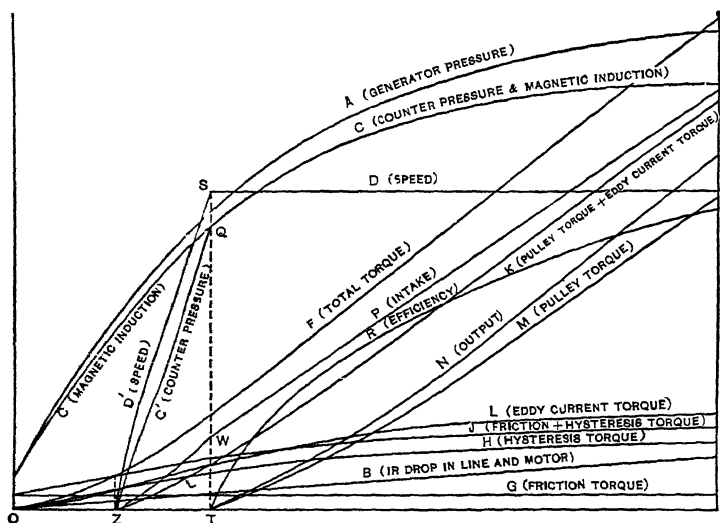 A (GENERATOR PRESSURE)
C (COUNTER PRESSURE & MAGNETIC INDUCTION)
S
D (SPEED)
Q
K (PULLEY TORQUE + EDDY CURRENT TORQUE)
F (TOTAL TORQUE)
P (INTAKE)
R (EFFICIENCY)
C (MAGNETIC INDUCTION)
D' (SPEED)
C' (COUNTER PRESSURE)
N (OUTPUT)
M (PULLEY TORQUE)
L (EDDY CURRENT TORQUE)
J (FRICTION + HYSTERESIS TORQUE)
W
H (HYSTERESIS TORQUE)
B (IR DROP IN LINE AND MOTOR)
L
G (FRICTION TORQUE)
O
Z
T